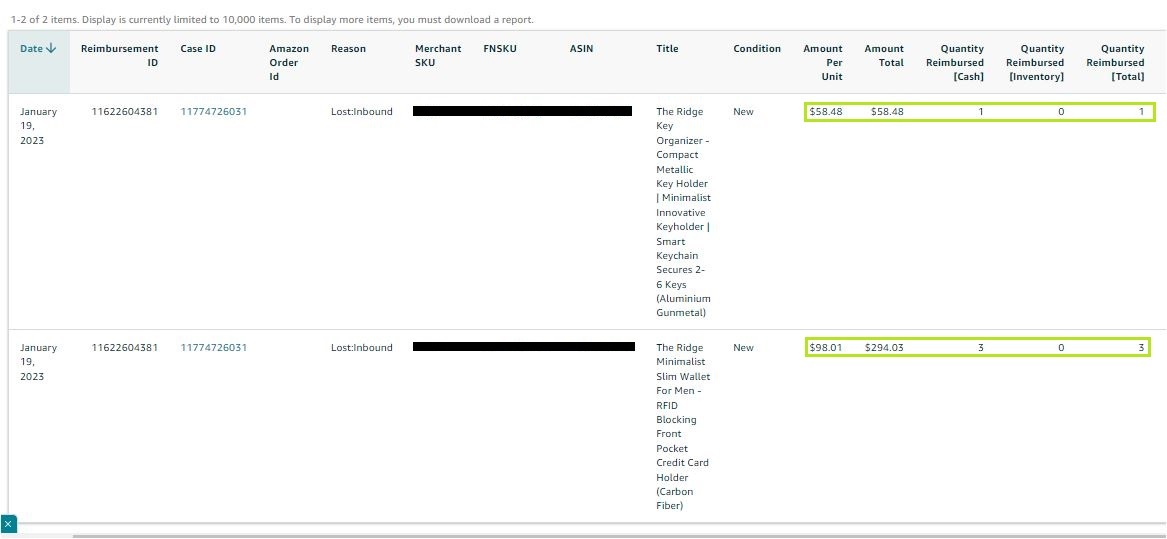 1-2 of 2 items. Display is currently limited to 10,000 items. To display more items, you must download a report.
Date ↓ Reimbursement ID Case ID Amazon Order Id Reason Merchant SKU FNSKU ASIN Title Condition Amount Per Unit Amount Total Quantity Reimbursed [Cash] Quantity Reimbursed [Inventory] Quantity Reimbursed [Total]
January 11622604381 11774726031 Lost:Inbound The Ridge New $58.48 $58.48 1 0 1
19, Key
2023 Organizer -
Compact
Metallic
Key Holder
| Minimalist
Innovative
Keyholder |
Smart
Keychain
Secures 2-
6 Keys
(Aluminium
Gunmetal)
January 11622604381 11774726031 Lost:Inbound The Ridge New $98.01 $294.03 3 0 3
19, Minimalist
2023 Slim Wallet
For Men -
RFID
Blocking
Front
Pocket
Credit Card
Holder
(Carbon
Fiber)